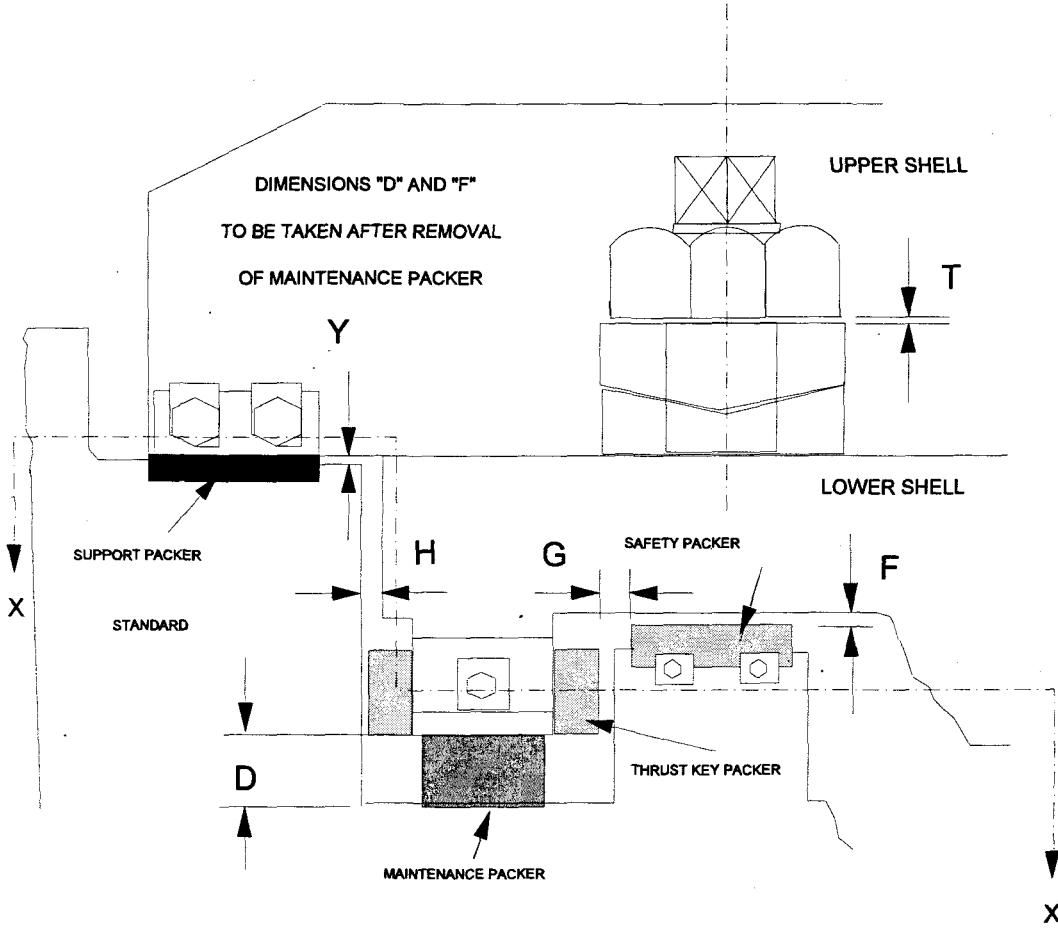 UPPER SHELL
DIMENSIONS "D" AND "F"
TO BE TAKEN AFTER REMOVAL
OF MAINTENANCE PACKER
T
Y
LOWER SHELL
SUPPORT PACKER
H
G
SAFETY PACKER
F
X
STANDARD
D
THRUST KEY PACKER
MAINTENANCE PACKER
X